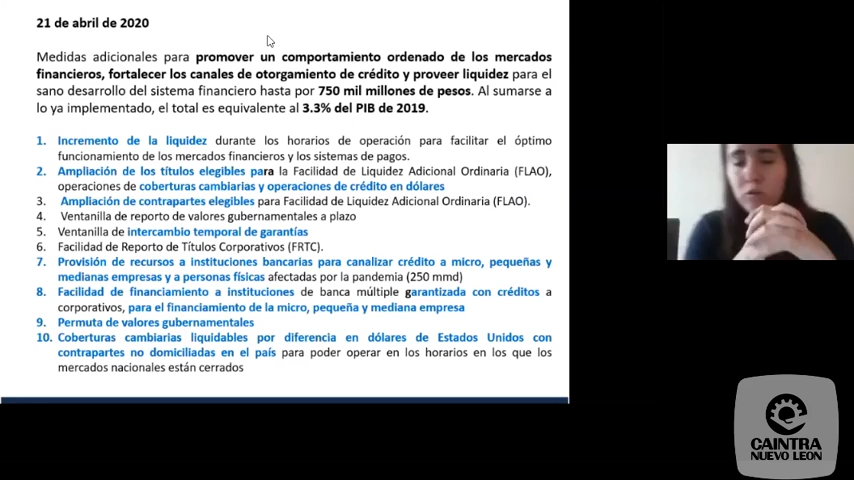 21 de abril de 2020
Medidas adicionales para promover un comportamiento ordenado de los mercados
financieros, fortalecer los canales de otorgamiento de crédito y proveer liquidez para el
sano desarrollo del sistema financiero hasta por 750 mil millones de pesos. Al sumarse a
lo ya implementado, el total es equivalente al 3.3% del PIB de 2019.
1. Incremento de la liquidez durante los horarios de operación para facilitar el óptimo
funcionamiento de los mercados financieros y los sistemas de pagos.
2. Ampliación de los títulos elegibles para la Facilidad de Liquidez Adicional Ordinaria (FLAO),
operaciones de coberturas cambiarias y operaciones de crédito en dólares
3. Ampliación de contrapartes elegibles para Facilidad de Liquidez Adicional Ordinaria (FLAO).
4. Ventanilla de reporto de valores gubernamentales a plazo
5. Ventanilla de intercambio temporal de garantías
6. Facilidad de Reporto de Títulos Corporativos (FRTC).
7. Provisión de recursos a instituciones bancarias para canalizar crédito a micro, pequeñas y
medianas empresas y a personas físicas afectadas por la pandemia (250 mmd)
8. Facilidad de financiamiento a instituciones de banca múltiple garantizada con créditos a
corporativos, para el financiamiento de la micro, pequeña y mediana empresa
9. Permuta de valores gubernamentales
10. Coberturas cambiarias liquidables por diferencia en dólares de Estados Unidos con
contrapartes no domiciliadas en el país para poder operar en los horarios en los que los
mercados nacionales están cerrados
CAINTRA
NUEVO LEÓN